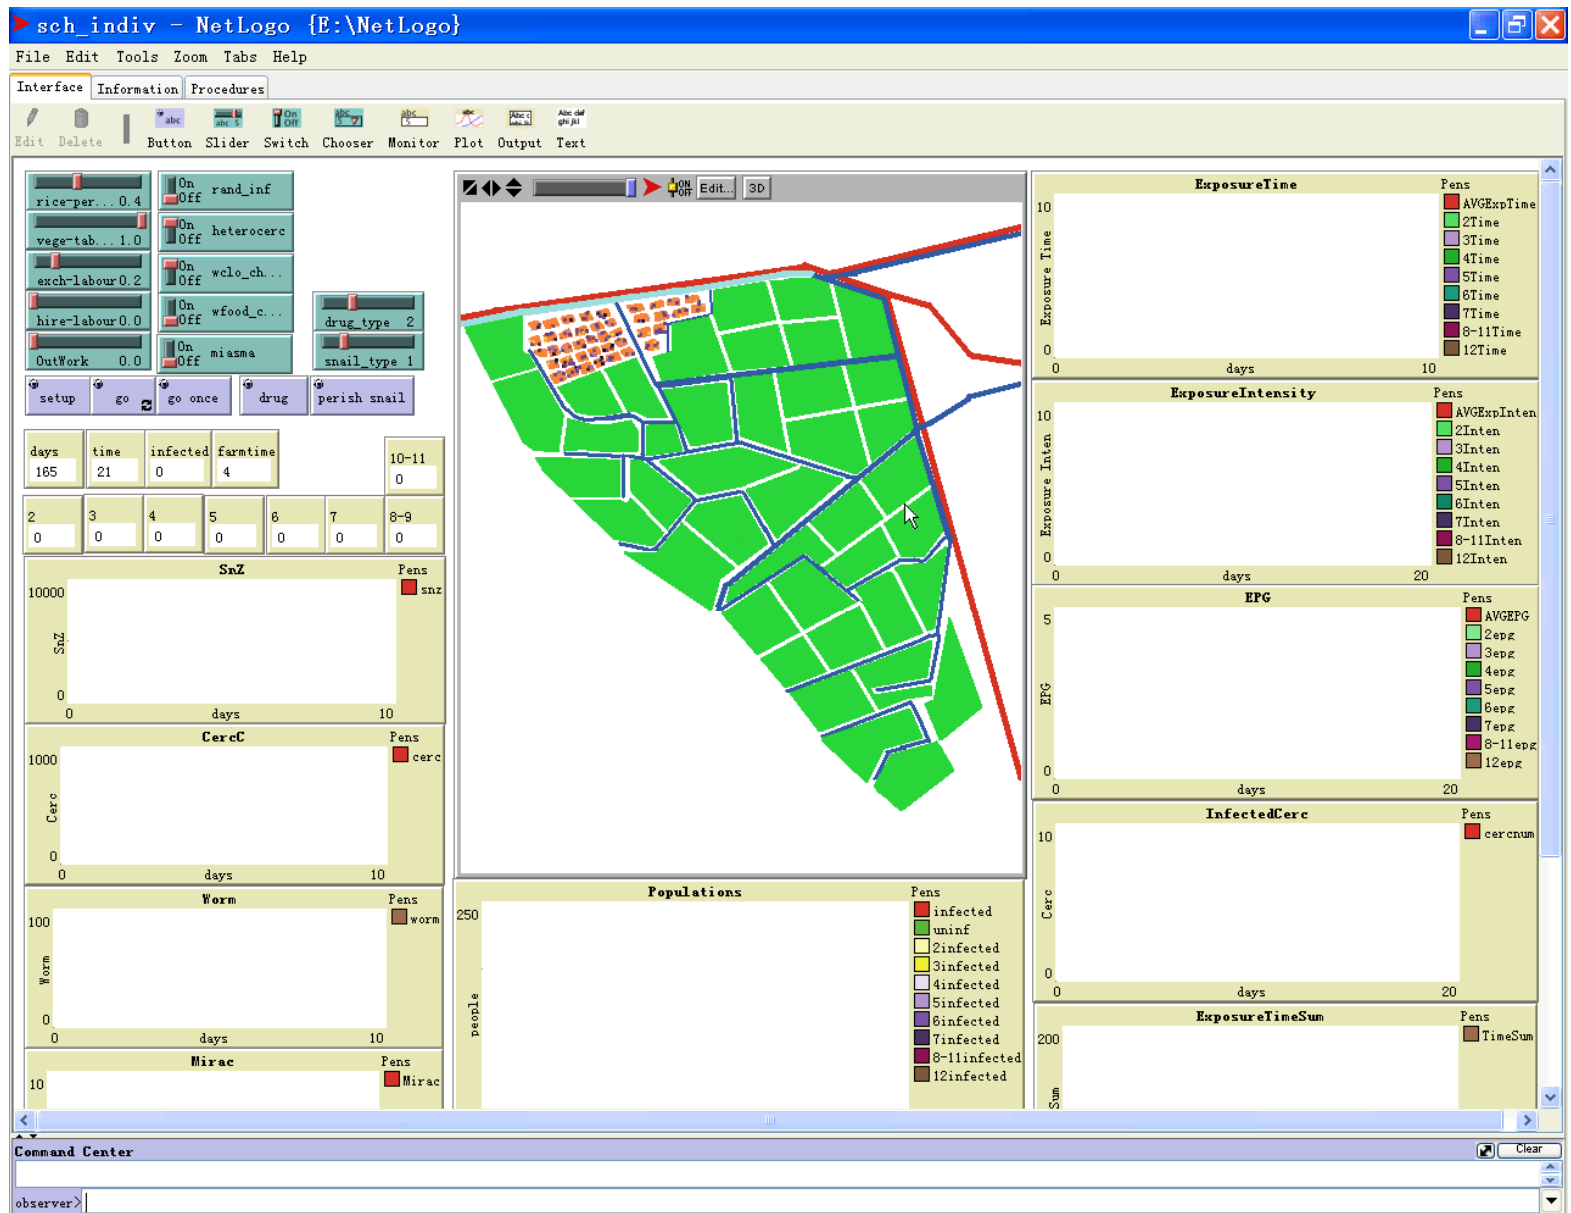 sch_indiv - NetLogo {E:\NetLogo}
File Edit Tools Zoom Tabs Help
Interface Information Procedures
Edit Delete Button Slider Switch Chooser Monitor Plot Output Text
rice-per... 0.4
vege-tab... 1.0
exch-labour 0.2
hire-labour 0.0
OutWork 0.0
On
Off rand_inf
On
Off heterocerc
On
Off wclo_ch...
On
Off wfood_c...
On
Off miasma
drug_type 2
snail_type 1
setup go go once drug perish snail
days time infected farmtime
165 21 0 4
10-11
0
2 3 4 5 6 7 8-9
0 0 0 0 0 0 0
SnZ
Pens
snz
10000
SnZ
0
0 days 10
CercC
Pens
cerc
1000
Cerc
0
0 days 10
Worm
Pens
worm
100
Worm
0
0 days 10
Mirac
Pens
Mirac
10
ON
OFF
Edit...
3D
Populations
Pens
250
people
infected
uninf
2infected
3infected
4infected
5infected
6infected
7infected
8-11infected
12infected
ExposureTime
Pens
10
Exposure Time
0
0 days 10
AVGExpTime
2Time
3Time
4Time
5Time
6Time
7Time
8-11Time
12Time
ExposureIntensity
Pens
10
Exposure Inten
0
0 days 20
AVGExpInten
2Inten
3Inten
4Inten
5Inten
6Inten
7Inten
8-11Inten
12Inten
EPG
Pens
5
EPG
0
0 days 20
AVGEPG
2epg
3epg
4epg
5epg
6epg
7epg
8-11epg
12epg
InfectedCerc
Pens
cercnum
10
Cerc
0
0 days 20
ExposureTimeSum
Pens
TimeSum
200
Sum
Command Center
Clear
observer>